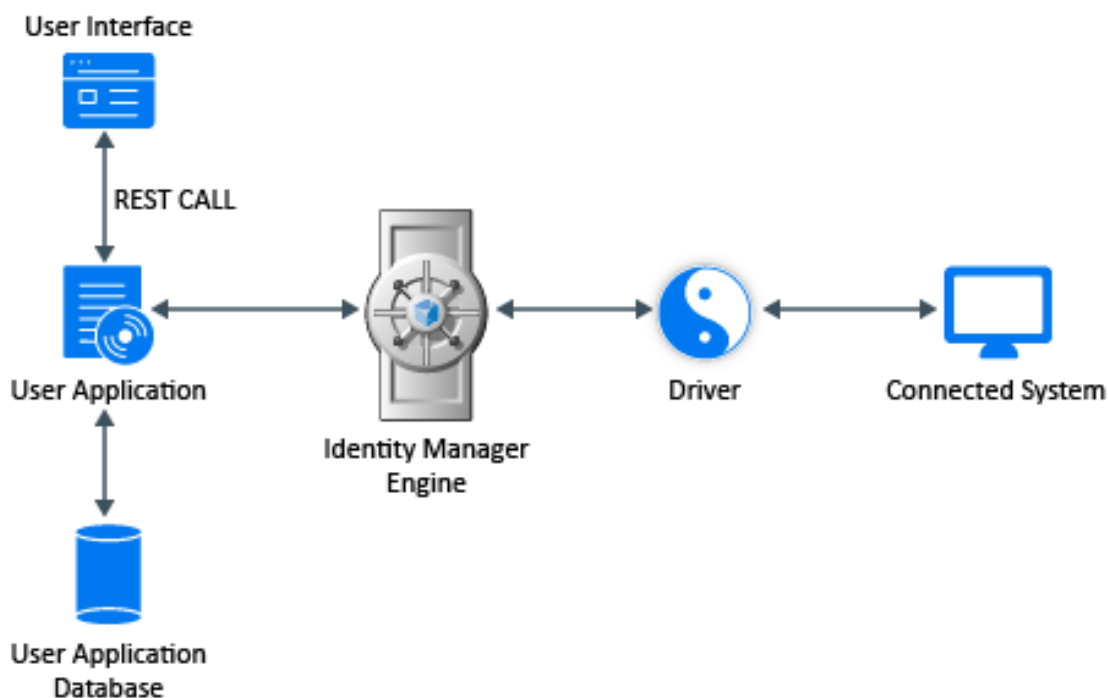 User Interface
REST CALL
User Application
Identity Manager
Engine
Driver
Connected System
User Application
Database